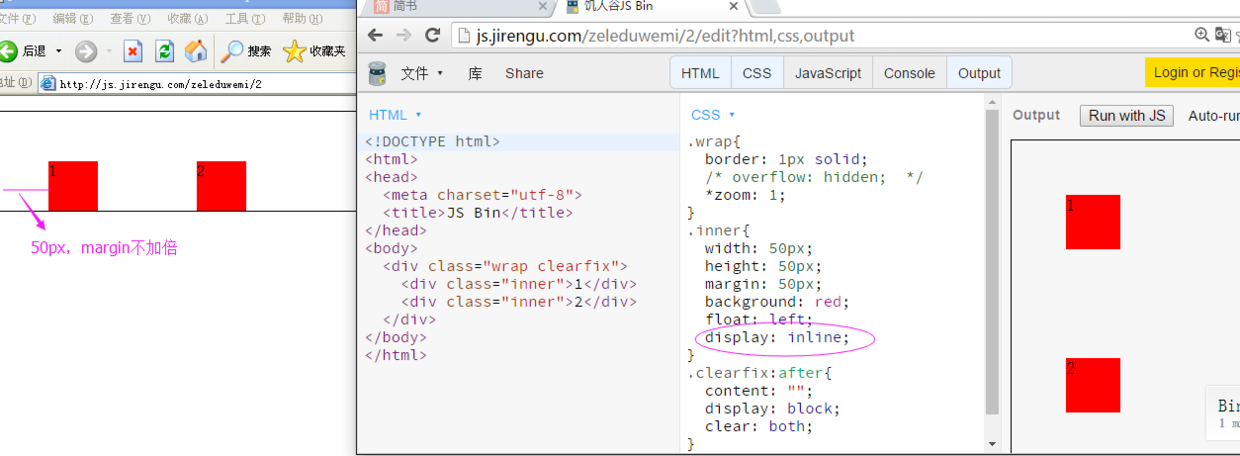 文件(F) 编辑(E) 查看(V) 收藏(A) 工具(T) 帮助(H)
后退 搜索 收藏夹
地址(D) http://js.jirengu.com/zeleduwemi/2
1 2
50px，margin不加倍
简书 饥人谷JS Bin
js.jirengu.com/zeleduwemi/2/edit?html,css,output
文件 库 Share HTML CSS JavaScript Console Output Login or Regis
HTML
<!DOCTYPE html>
<html>
<head>
<meta charset="utf-8">
<title>JS Bin</title>
</head>
<body>
<div class="wrap clearfix">
<div class="inner">1</div>
<div class="inner">2</div>
</div>
</body>
</html>
CSS
.wrap{
border: 1px solid;
/* overflow: hidden; */
*zoom: 1;
}
.inner{
width: 50px;
height: 50px;
margin: 50px;
background: red;
float: left;
display: inline;
}
.clearfix:after{
content: "";
display: block;
clear: both;
}
Output Run with JS Auto-run
1
2
Bin
1 m